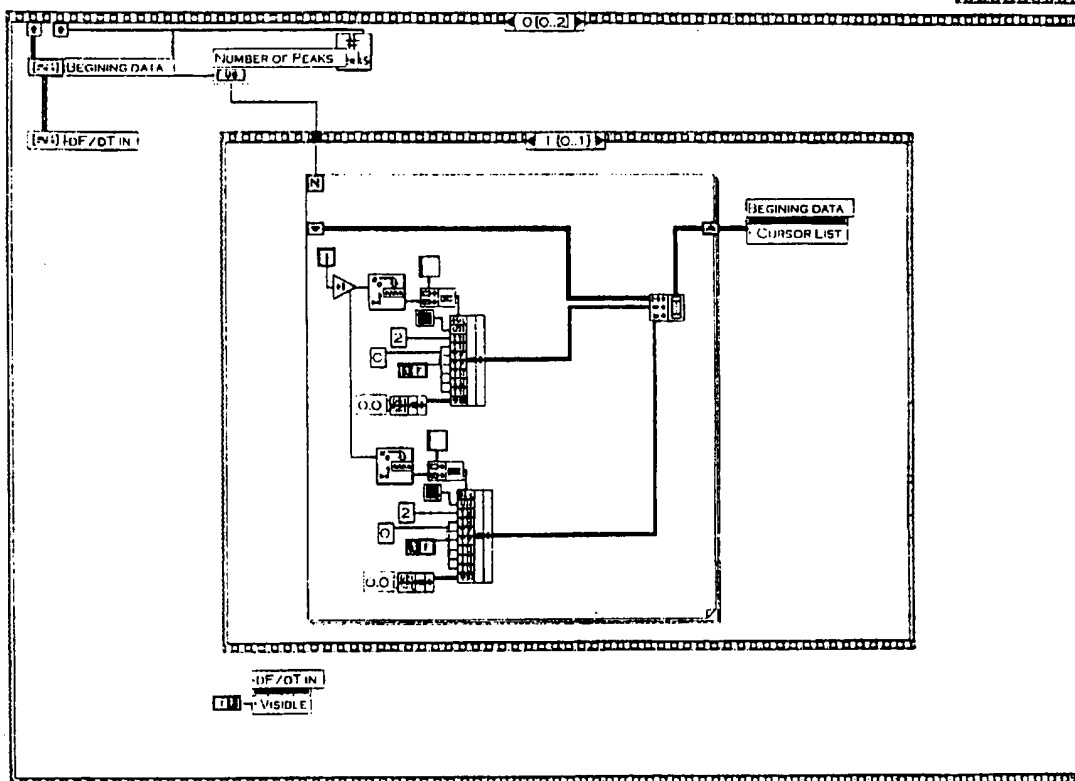 0 [0..2]
#
NUMBER OF PEAKS
BEGINING DATA
-DF/DT IN
1 [0..1]
N
BEGINING DATA
CURSOR LIST
2
0.0
2
0.0
-DF/DT IN
VISIBLE